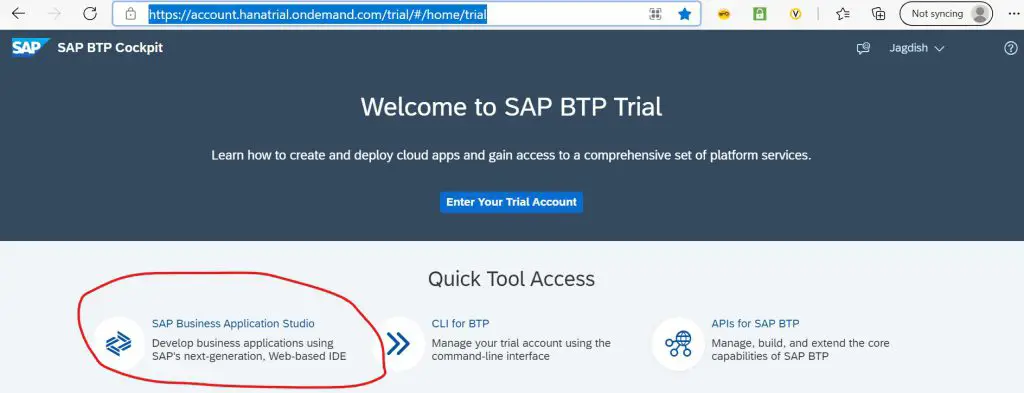 https://account.hanatrial.ondemand.com/trial/#/home/trial
Not syncing
SAP
SAP BTP Cockpit
Jagdish
Welcome to SAP BTP Trial
Learn how to create and deploy cloud apps and gain access to a comprehensive set of platform services.
Enter Your Trial Account
Quick Tool Access
SAP Business Application Studio
Develop business applications using
SAP's next-generation, Web-based IDE
CLI for BTP
Manage your trial account using the
command-line interface
APIs for SAP BTP
Manage, build, and extend the core
capabilities of SAP BTP